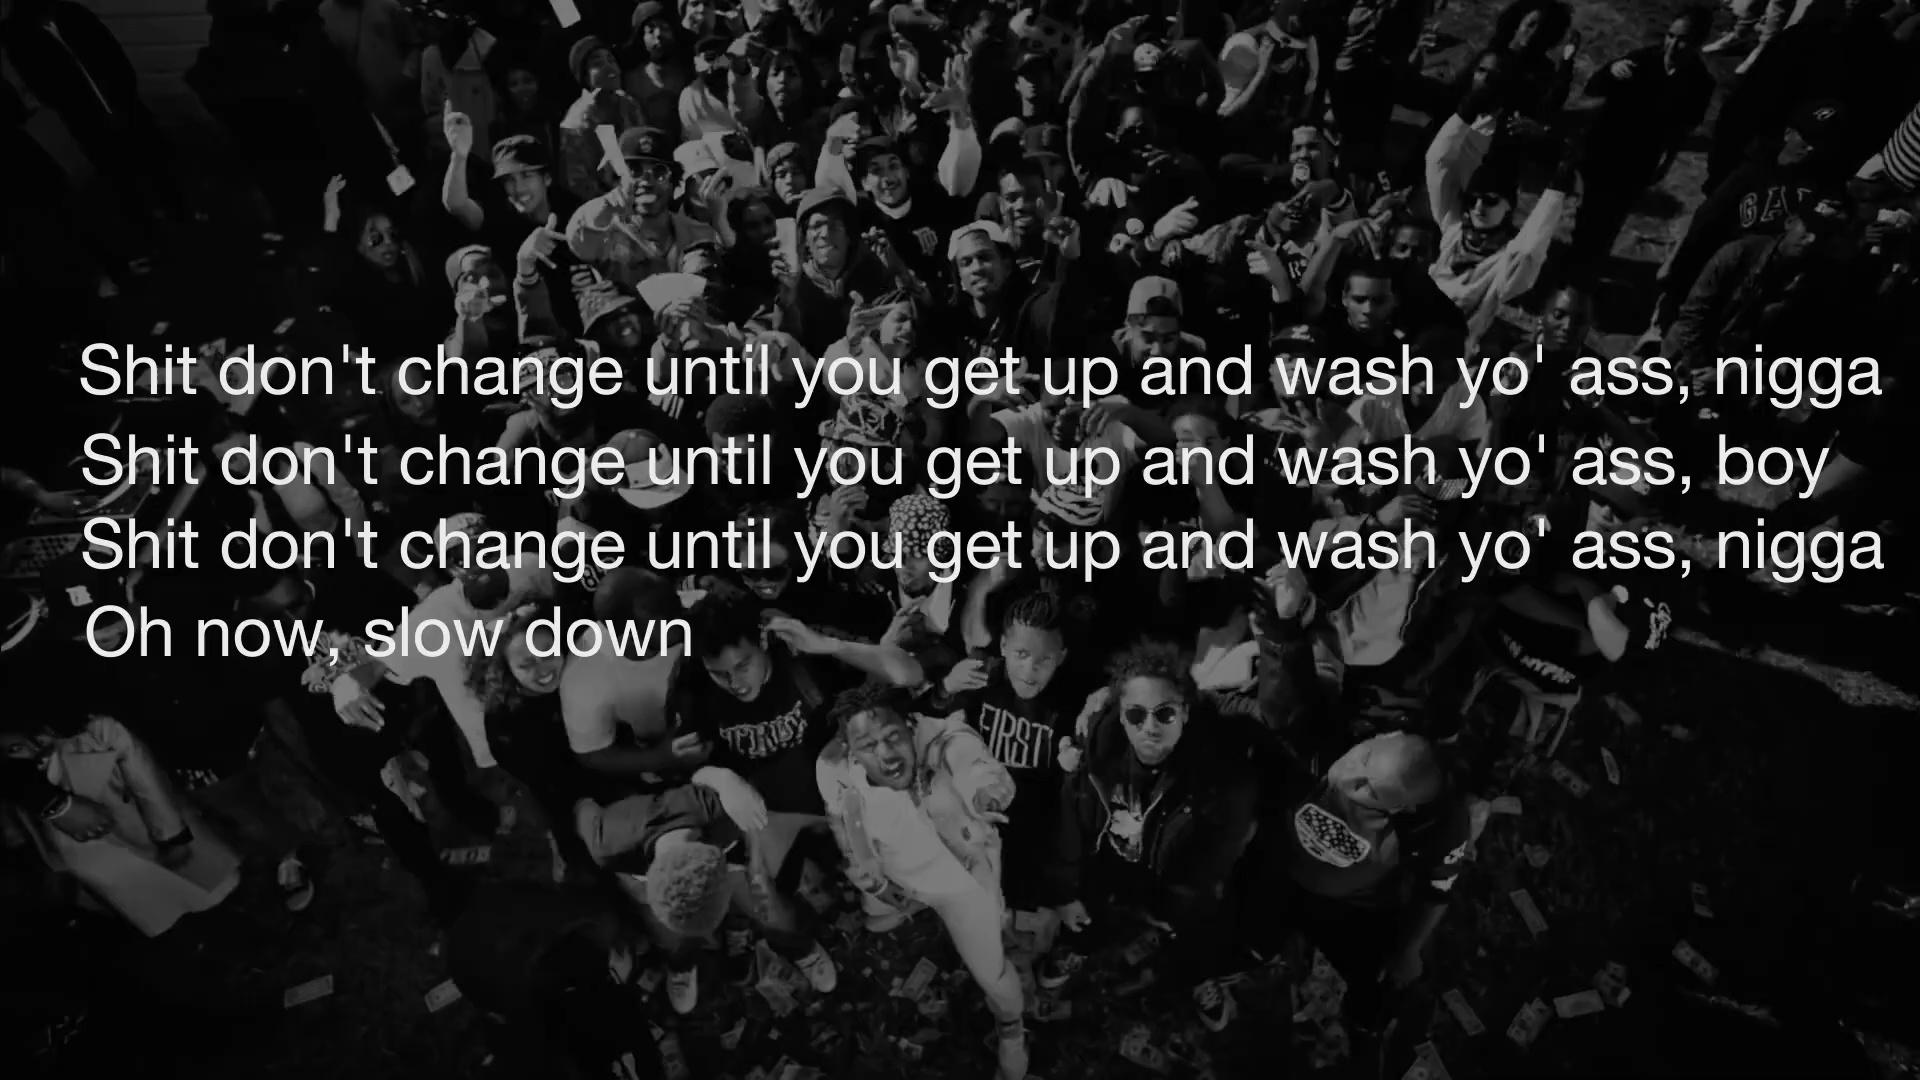 Shit don't change until you get up and wash yo' ass, nigga
Shit don't change until you get up and wash yo' ass, boy
Shit don't change until you get up and wash yo' ass, nigga
Oh now, slow down
FIRST!